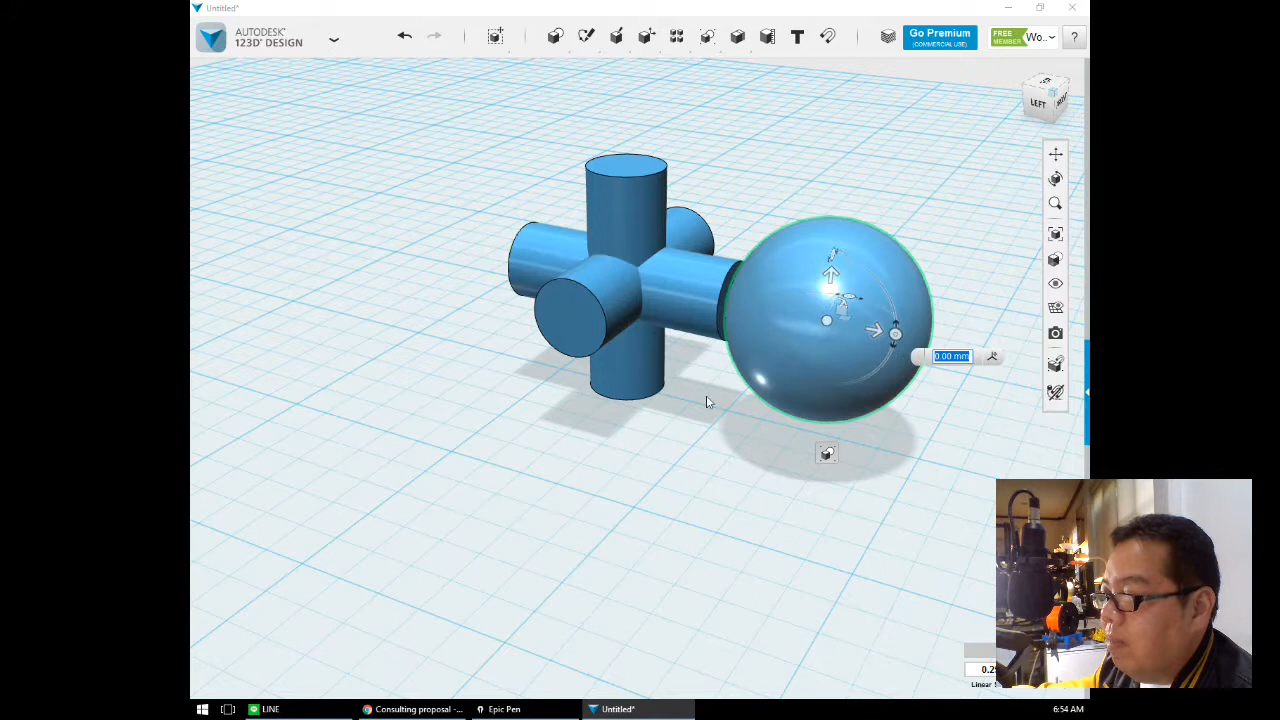 Untitled*
AUTODESK
123D® DESIGN
Go Premium
(COMMERCIAL USE)
FREE
MEMBER
Wo...
?
LEFT
0.00 mm
Linear
LINE
Consulting proposal -...
Epic Pen
Untitled*
6:54 AM